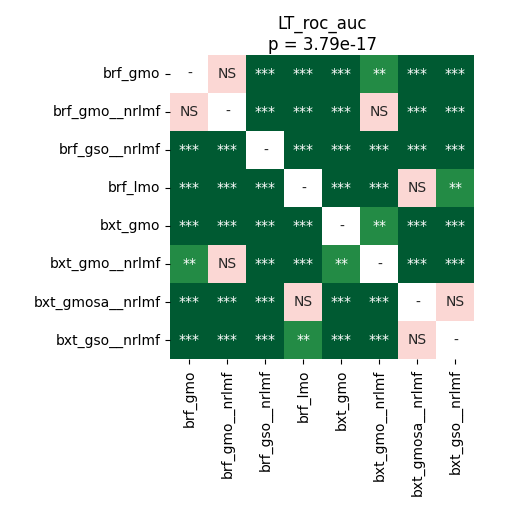 LT_roc_auc
p = 3.79e-17
brf_gmo - NS *** *** *** ** *** ***
brf_gmo__nrlmf NS - *** *** *** NS *** ***
brf_gso__nrlmf *** *** - *** *** *** *** ***
brf_lmo *** *** *** - *** *** NS **
bxt_gmo *** *** *** *** - ** *** ***
bxt_gmo__nrlmf ** NS *** *** ** - *** ***
bxt_gmosa__nrlmf *** *** *** NS *** *** - NS
bxt_gso__nrlmf *** *** *** ** *** *** NS -
brf_gmo
brf_gmo__nrlmf
brf_gso__nrlmf
brf_lmo
bxt_gmo
bxt_gmo__nrlmf
bxt_gmosa__nrlmf
bxt_gso__nrlmf